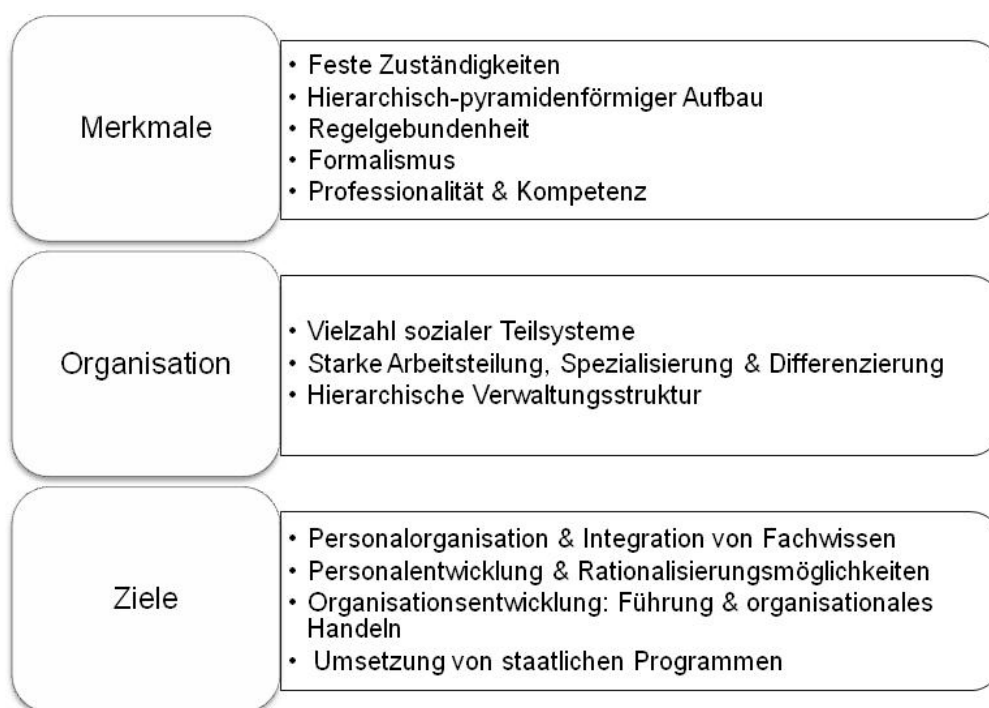 Merkmale
• Feste Zuständigkeiten
• Hierarchisch-pyramidenförmiger Aufbau
• Regelgebundenheit
• Formalismus
• Professionalität & Kompetenz
Organisation
• Vielzahl sozialer Teilsysteme
• Starke Arbeitsteilung, Spezialisierung & Differenzierung
• Hierarchische Verwaltungsstruktur
Ziele
• Personalorganisation & Integration von Fachwissen
• Personalentwicklung & Rationalisierungsmöglichkeiten
• Organisationsentwicklung: Führung & organisationales
Handeln
• Umsetzung von staatlichen Programmen